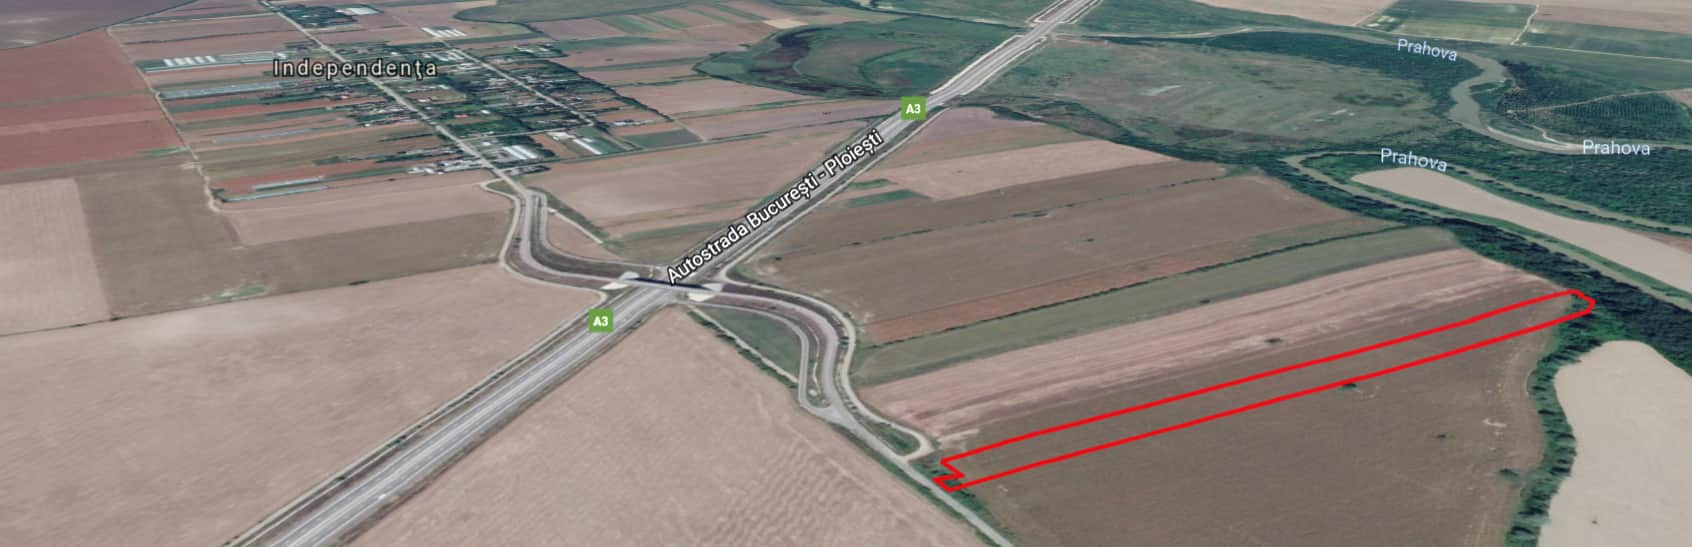 Prahova
Independența
A3
Autostrada București - Ploiești
Prahova
Prahova
A3